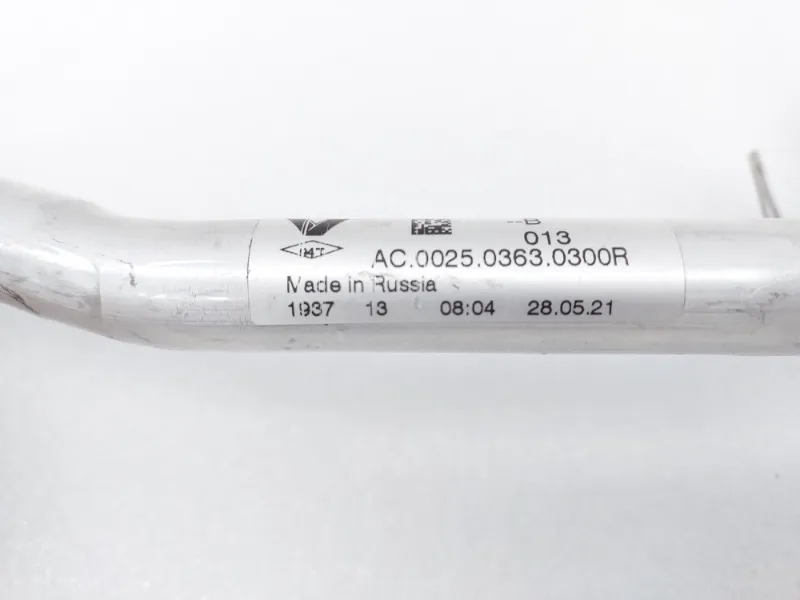 013
AC.0025.0363.0300R
Made in Russia
1937 13 08:04 28.05.21